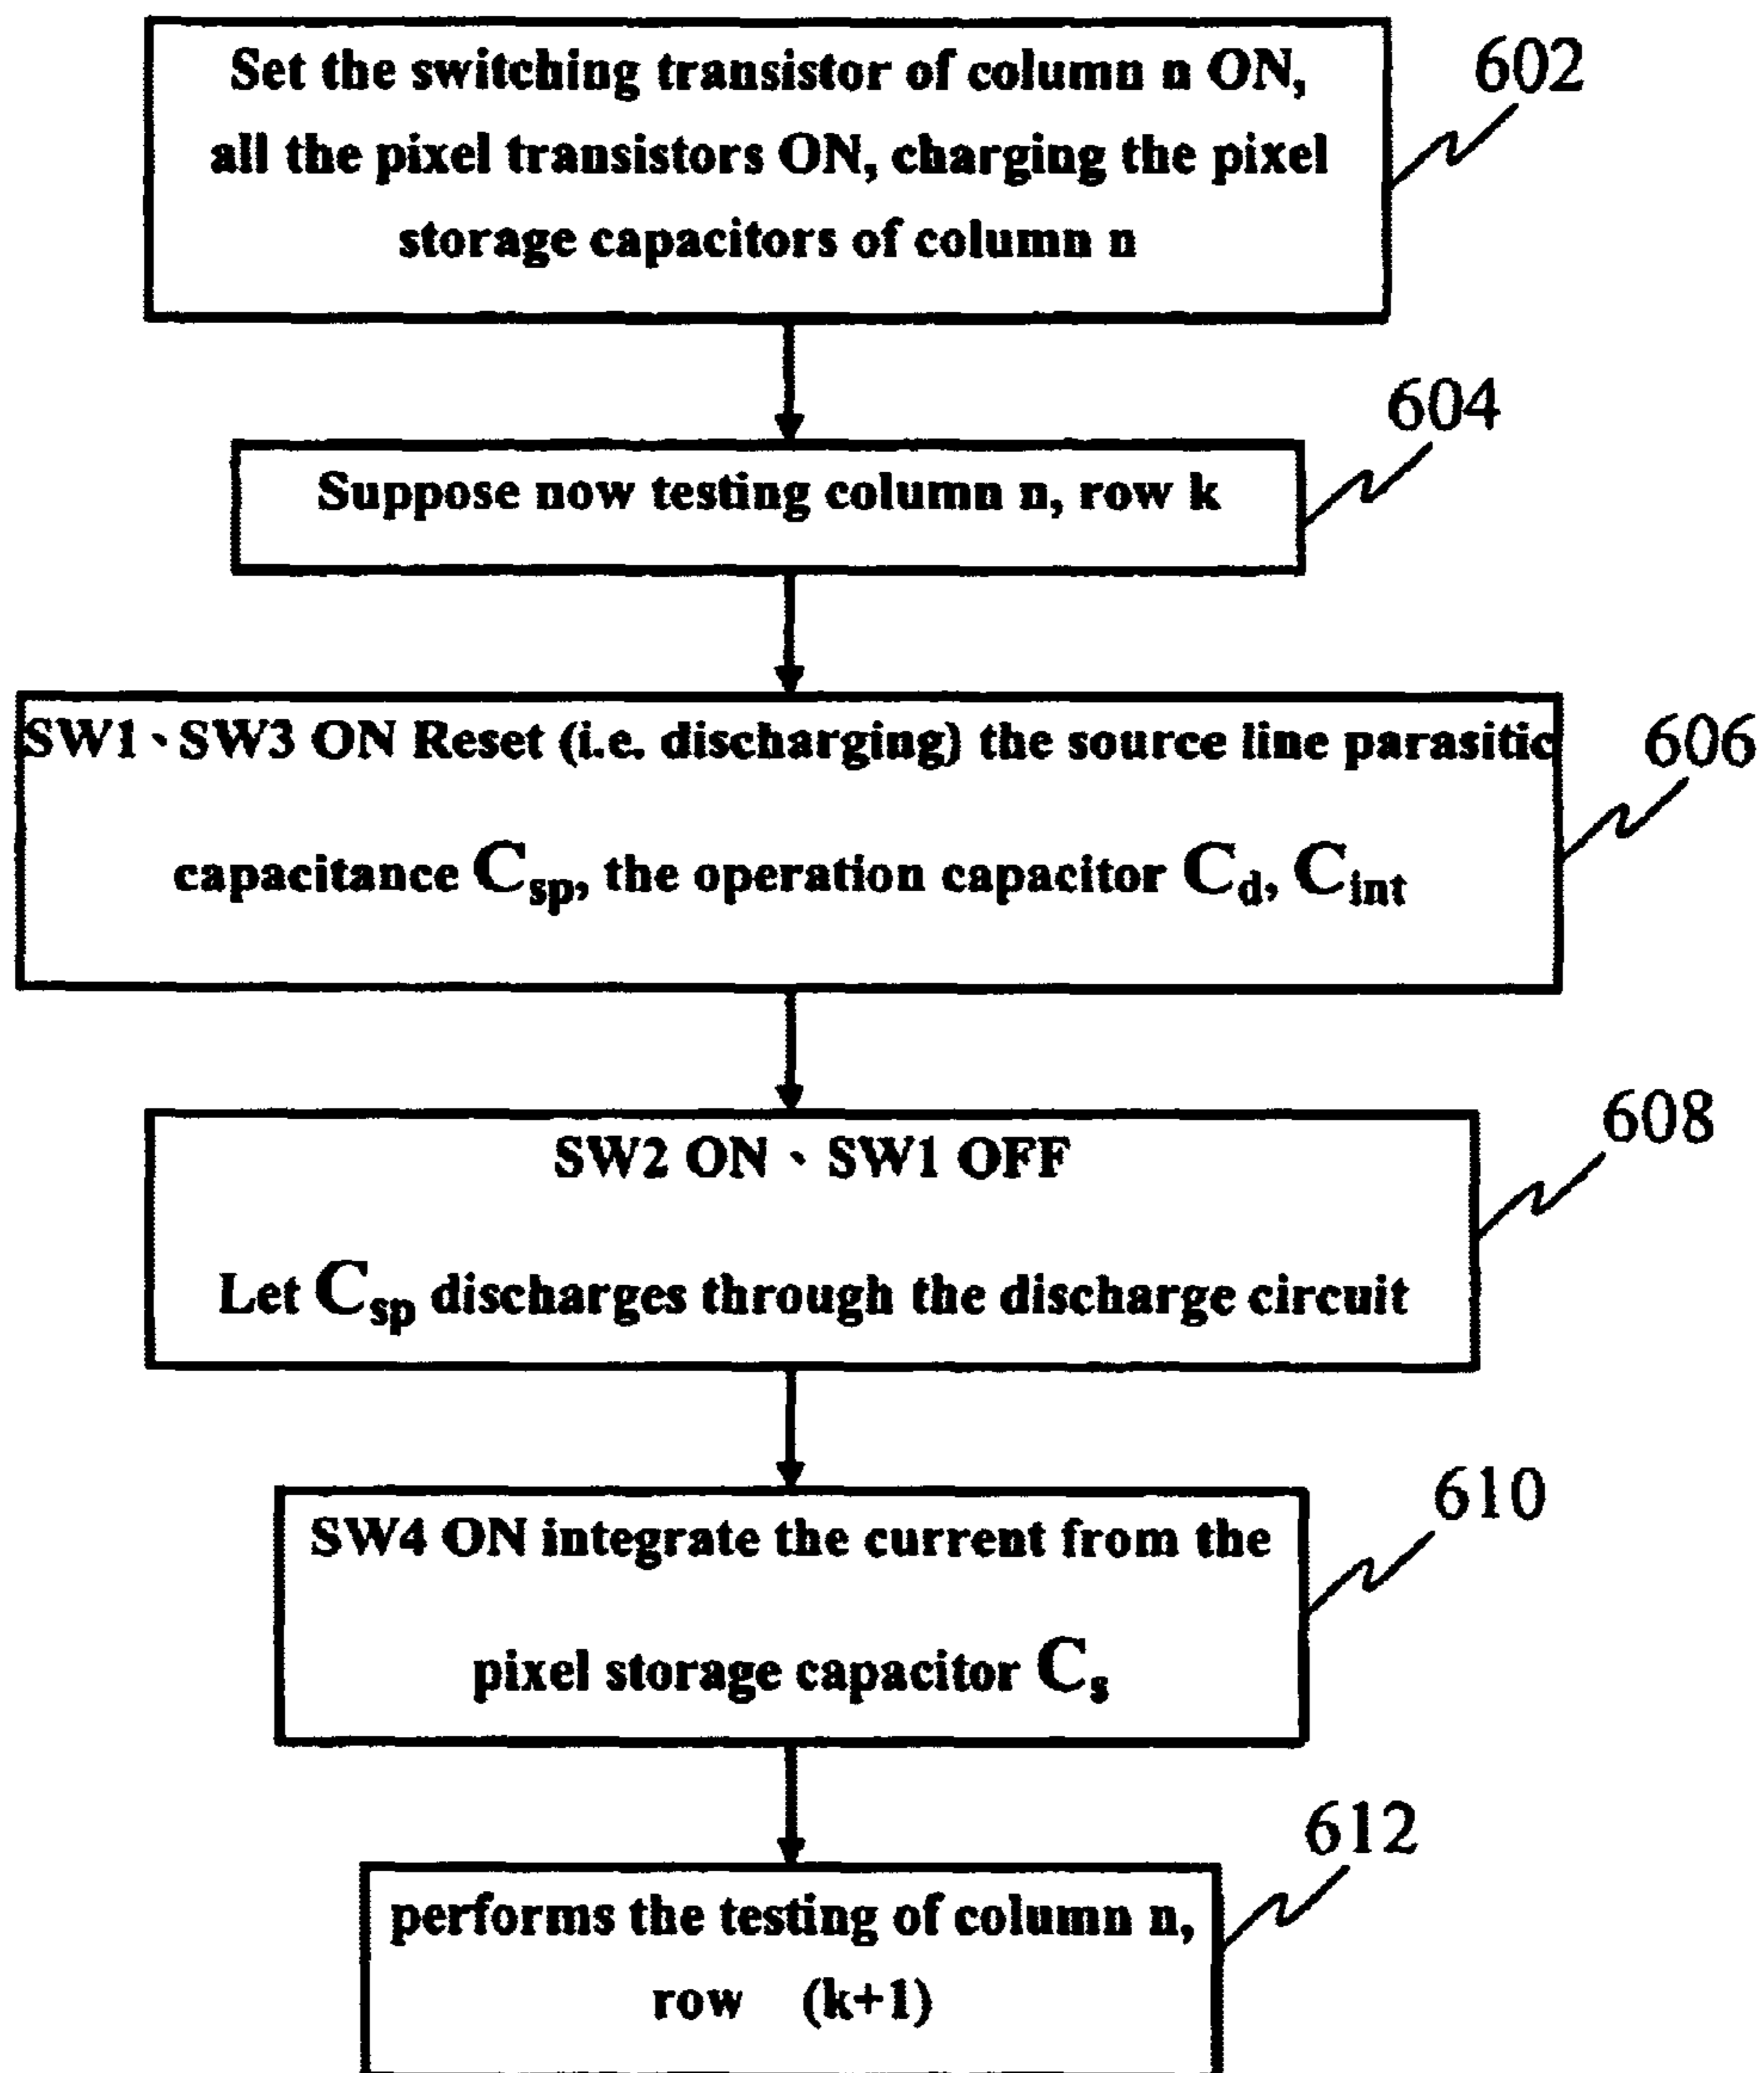 Set the switching transistor of column n ON,
all the pixel transistors ON, charging the pixel
storage capacitors of column n
602
Suppose now testing column n, row k
604
SW1、SW3 ON Reset (i.e. discharging) the source line parasitic
capacitance Csp, the operation capacitor Cd, Cint
606
SW2 ON、SW1 OFF
Let Csp discharges through the discharge circuit
608
SW4 ON integrate the current from the
pixel storage capacitor Cs
610
performs the testing of column n,
row (k+1)
612